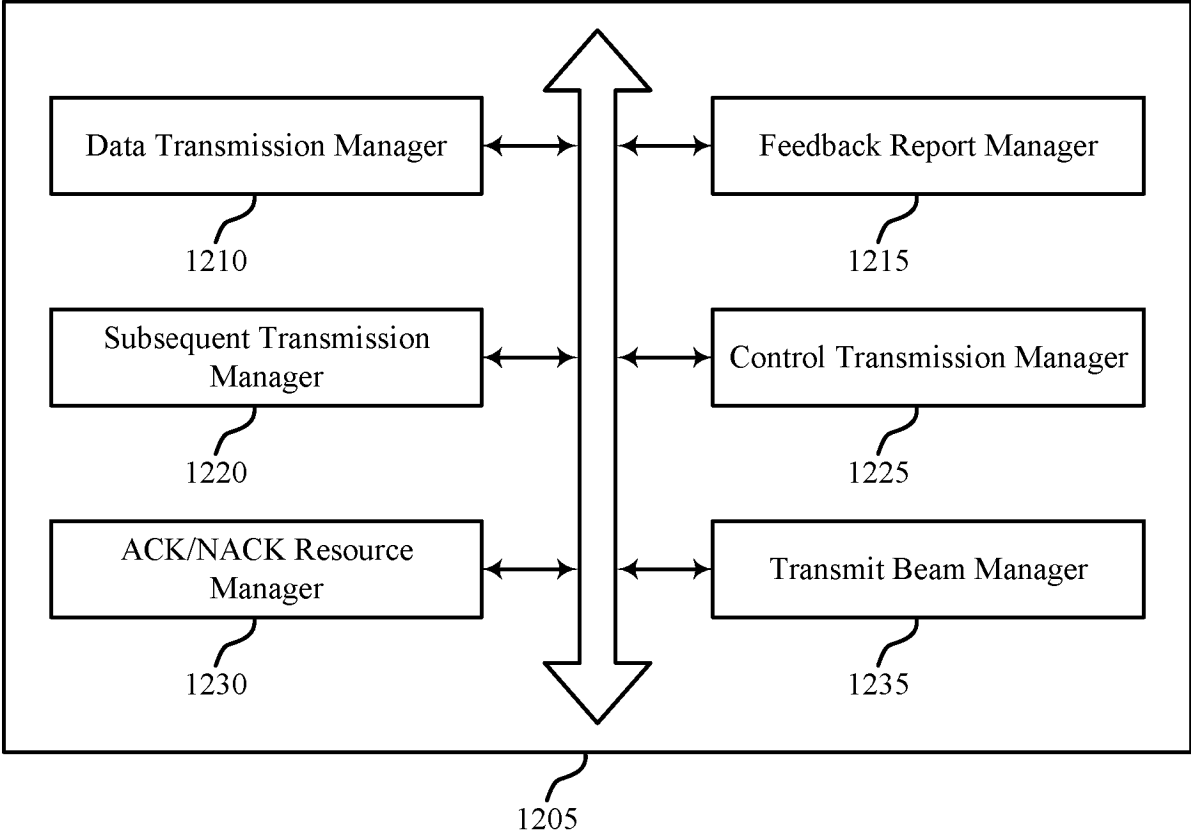 Data Transmission Manager
1210
Feedback Report Manager
1215
Subsequent Transmission
Manager
1220
Control Transmission Manager
1225
ACK/NACK Resource
Manager
1230
Transmit Beam Manager
1235
1205